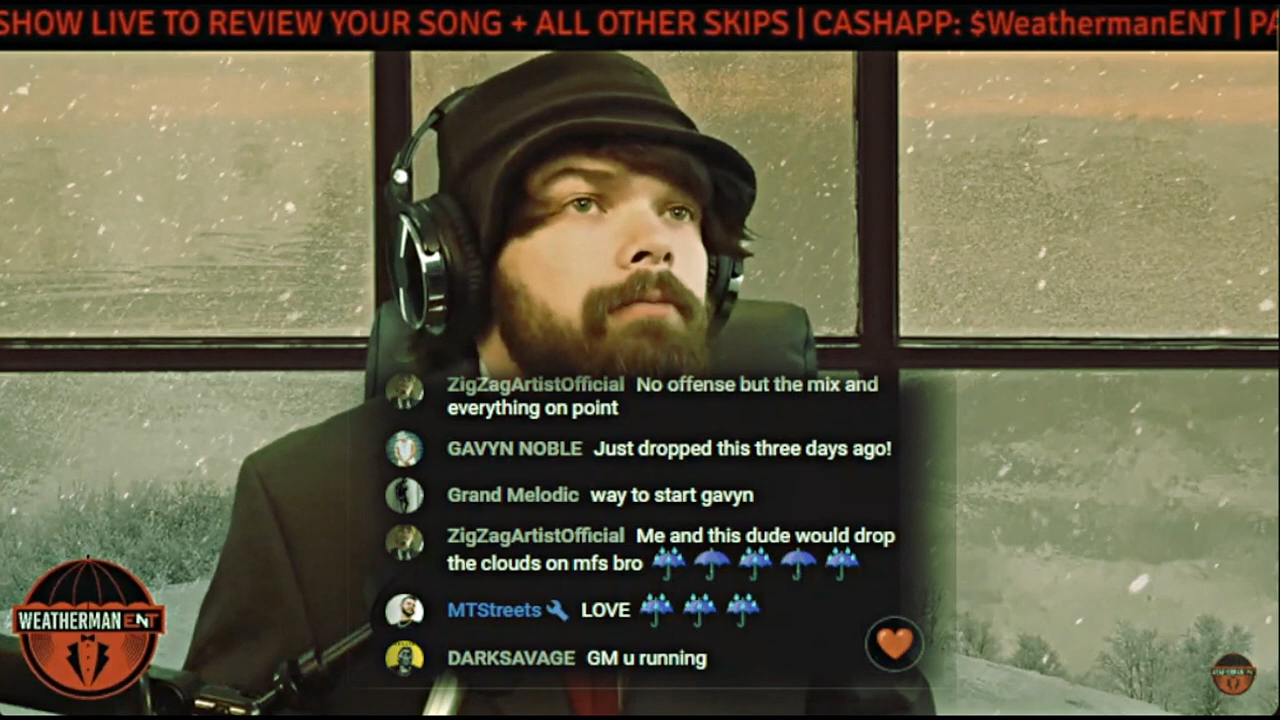 SHOW LIVE TO REVIEW YOUR SONG + ALL OTHER SKIPS | CASHAPP: $WeathermanENT |
ZigZagArtistOfficial No offense but the mix and
everything on point
GAVYN NOBLE Just dropped this three days ago!
Grand Melodic way to start gavyn
ZigZagArtistOfficial Me and this dude would drop
the clouds on mfs bro ☔ 🌂 ☔ 🌂 ☔
MTStreets🔧 LOVE ☔ ☔ ☔
DARKSAVAGE GM u running
WEATHERMAN ENT